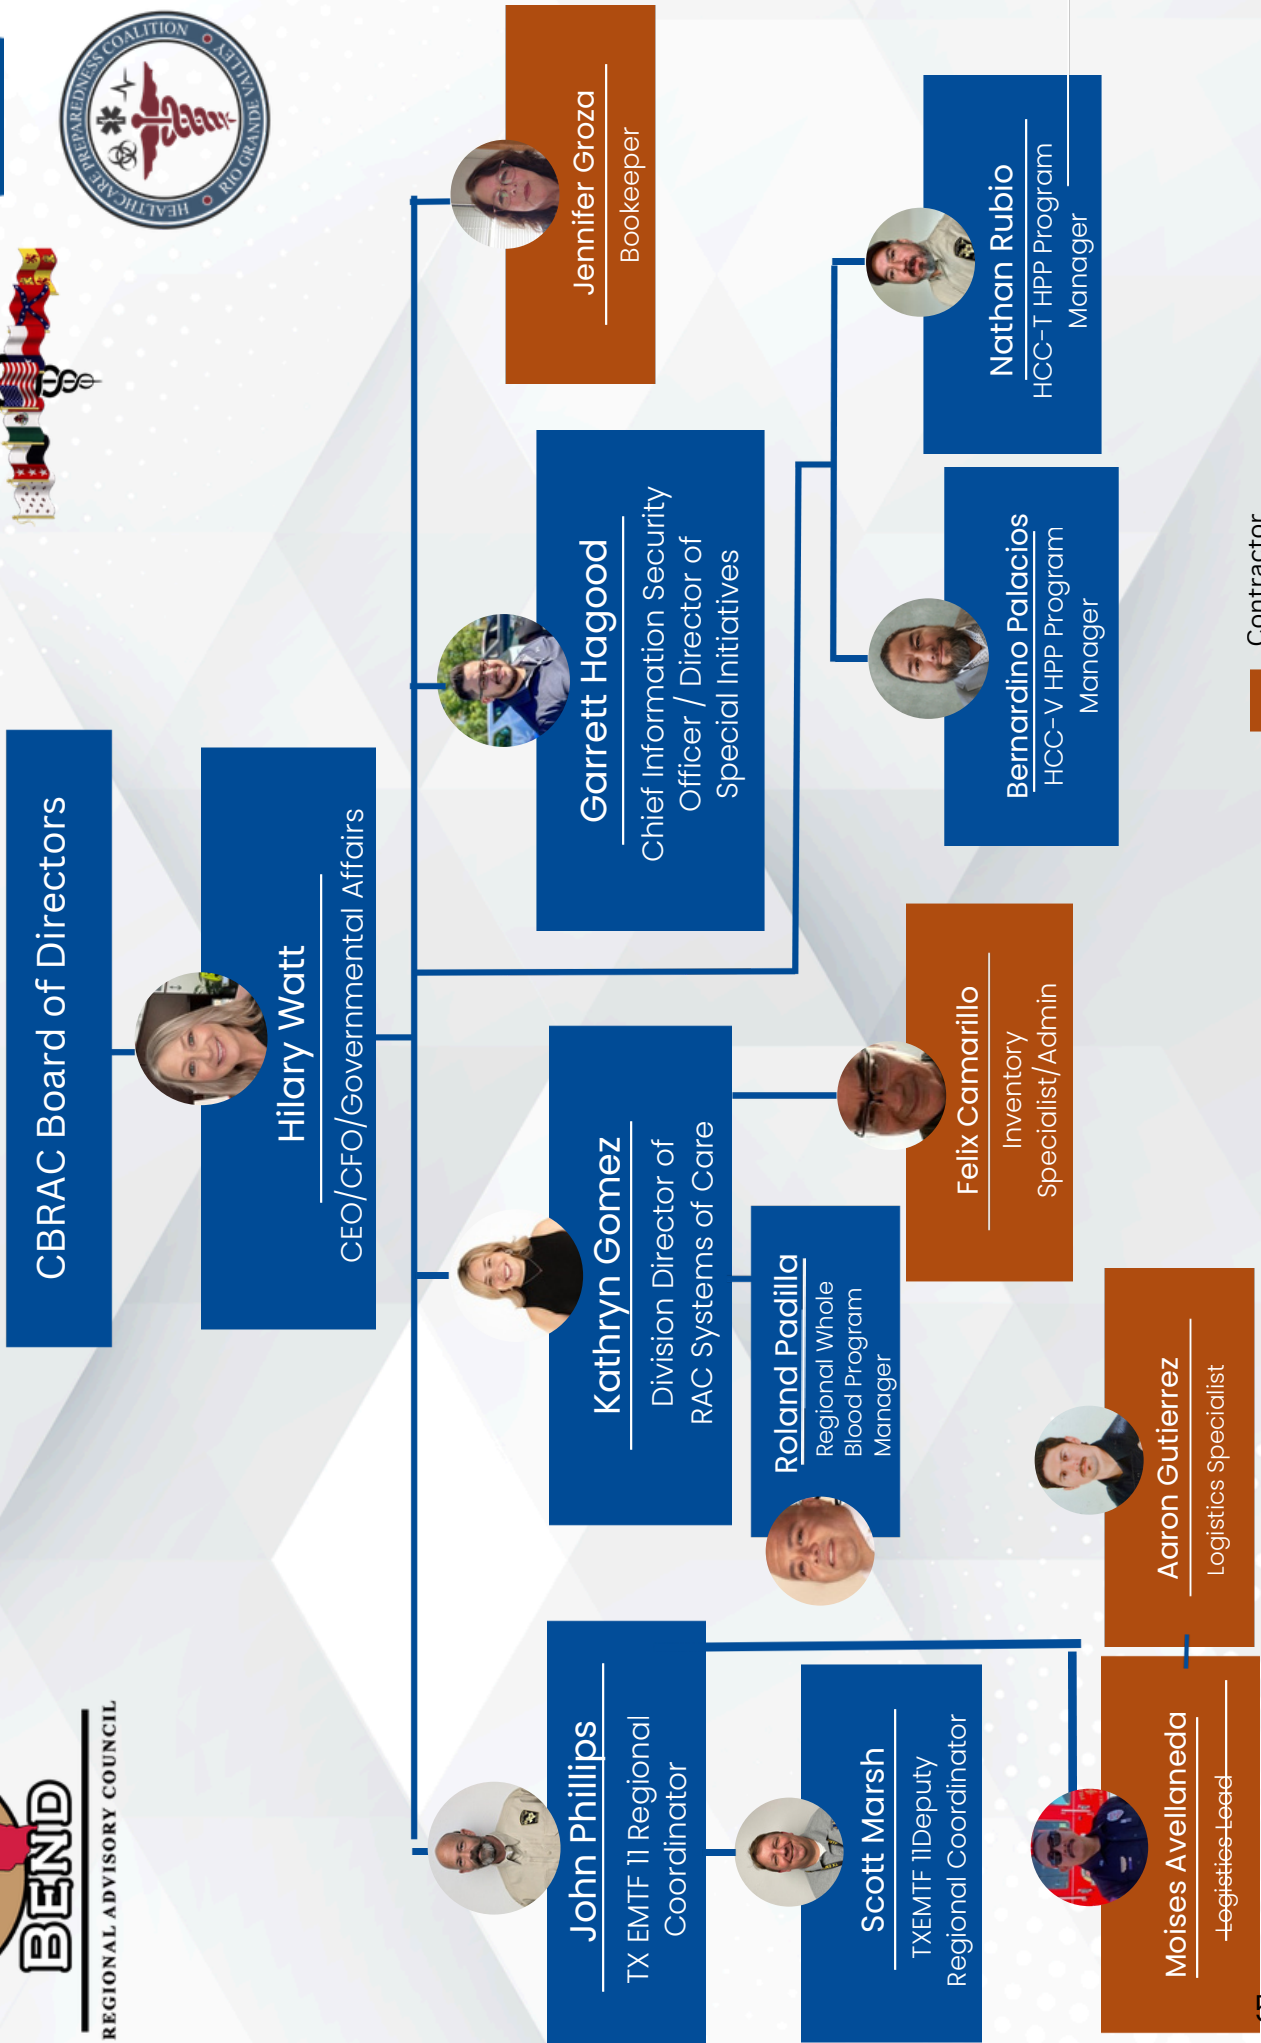 BEND
REGIONAL ADVISORY COUNCIL
HEALTHCARE PREPAREDNESS COALITION
RIO GRANDE VALLEY
CBRAC Board of Directors
Hilary Watt
CEO/CFO/Governmental Affairs
John Phillips
TX EMTF 11 Regional
Coordinator
Kathryn Gomez
Division Director of
RAC Systems of Care
Garrett Hagood
Chief Information Security
Officer / Director of
Special Initiatives
Jennifer Groza
Bookeeper
Scott Marsh
TXEMTF 11Deputy
Regional Coordinator
Roland Padilla
Regional Whole
Blood Program
Manager
Felix Camarillo
Inventory
Specialist/Admin
Bernardino Palacios
HCC-V HPP Program
Manager
Nathan Rubio
HCC-T HPP Program
Manager
Moises Avellaneda
Logistics Lead
Aaron Gutierrez
Logistics Specialist
Contractor